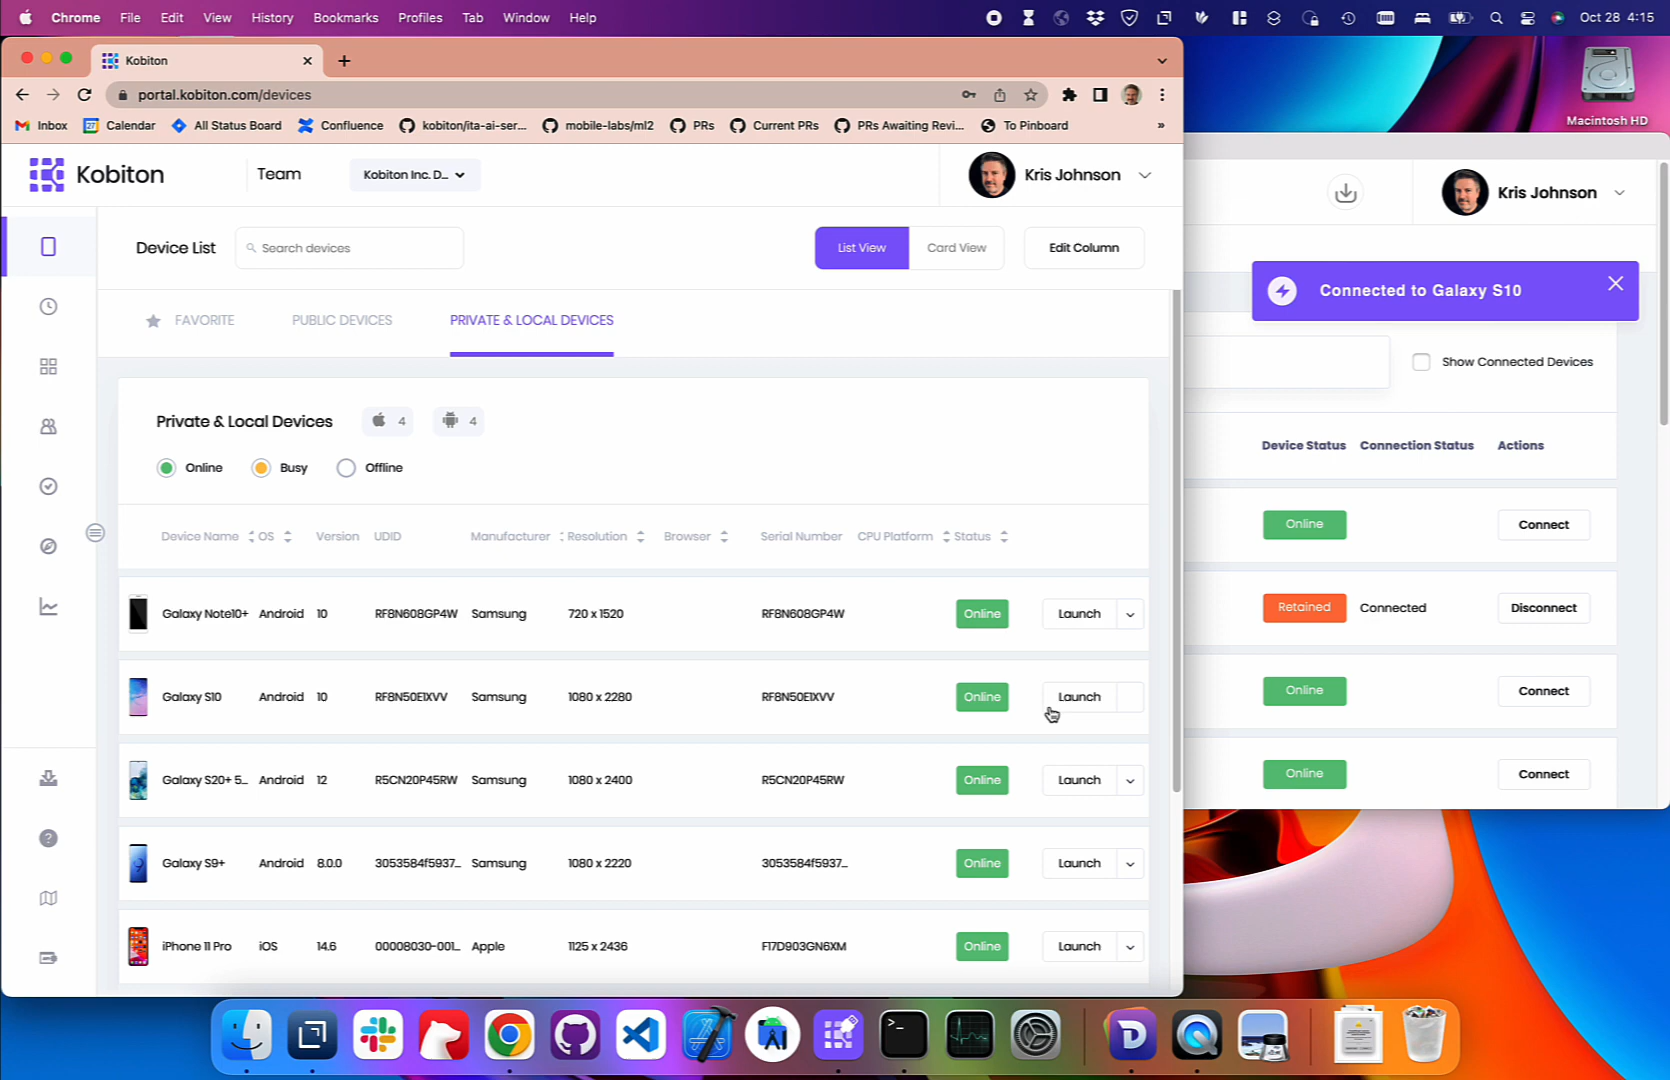 Chrome File Edit View History Bookmarks Profiles Tab Window Help Oct 28 4:15
Kobiton
portal.kobiton.com/devices
Inbox Calendar All Status Board Confluence kobiton/ita-ai-ser... mobile-labs/ml2 PRs Current PRs PRs Awaiting Revi... To Pinboard »
Macintosh HD
Kobiton Team Kobiton Inc. D... Kris Johnson
Kris Johnson
Device List Search devices List View Card View Edit Column
Connected to Galaxy S10
FAVORITE PUBLIC DEVICES PRIVATE & LOCAL DEVICES
Show Connected Devices
Private & Local Devices 4 4
Device Status Connection Status Actions
Online Busy Offline
Online Connect
Device Name OS Version UDID Manufacturer Resolution Browser Serial Number CPU Platform Status
Galaxy Note10+ Android 10 RF8N608GP4W Samsung 720 x 1520 RF8N608GP4W Online Launch
Retained Connected Disconnect
Galaxy S10 Android 10 RF8N50E1XVV Samsung 1080 x 2280 RF8N50E1XVV Online Launch
Online Connect
Galaxy S20+ 5... Android 12 R5CN20P45RW Samsung 1080 x 2400 R5CN20P45RW Online Launch
Online Connect
Galaxy S9+ Android 8.0.0 3053584f5937... Samsung 1080 x 2220 3053584f5937... Online Launch
iPhone 11 Pro iOS 14.6 00008030-001... Apple 1125 x 2436 F17D903GN6XM Online Launch